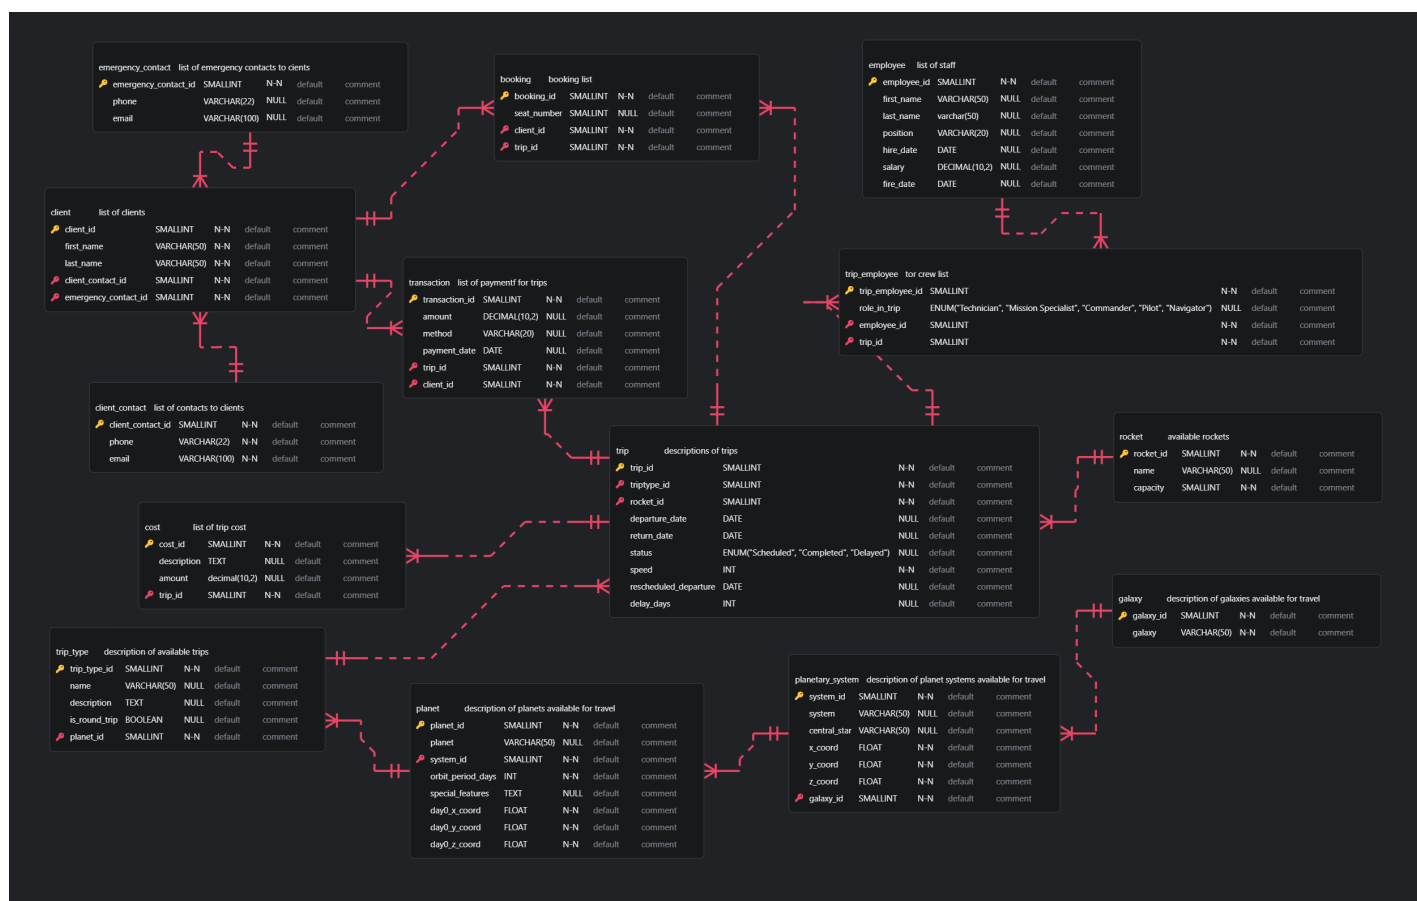 emergency_contact list of emergency contacts to cients
emergency_contact_id SMALLINT N-N default comment
phone VARCHAR(22) NULL default comment
email VARCHAR(100) NULL default comment
booking booking list
booking_id SMALLINT N-N default comment
seat_number SMALLINT NULL default comment
client_id SMALLINT N-N default comment
trip_id SMALLINT N-N default comment
employee list of staff
employee_id SMALLINT N-N default comment
first_name VARCHAR(50) NULL default comment
last_name varchar(50) NULL default comment
position VARCHAR(20) NULL default comment
hire_date DATE NULL default comment
salary DECIMAL(10,2) NULL default comment
fire_date DATE NULL default comment
client list of clients
client_id SMALLINT N-N default comment
first_name VARCHAR(50) N-N default comment
last_name VARCHAR(50) N-N default comment
client_contact_id SMALLINT N-N default comment
emergency_contact_id SMALLINT N-N default comment
transaction list of paymentf for trips
transaction_id SMALLINT N-N default comment
amount DECIMAL(10,2) NULL default comment
method VARCHAR(20) NULL default comment
payment_date DATE NULL default comment
trip_id SMALLINT N-N default comment
client_id SMALLINT N-N default comment
trip_employee tor crew list
trip_employee_id SMALLINT N-N default comment
role_in_trip ENUM("Technician", "Mission Specialist", "Commander", "Pilot", "Navigator") NULL default comment
employee_id SMALLINT N-N default comment
trip_id SMALLINT N-N default comment
client_contact list of contacts to clients
client_contact_id SMALLINT N-N default comment
phone VARCHAR(22) N-N default comment
email VARCHAR(100) N-N default comment
trip descriptions of trips
trip_id SMALLINT N-N default comment
triptype_id SMALLINT N-N default comment
rocket_id SMALLINT N-N default comment
departure_date DATE NULL default comment
return_date DATE NULL default comment
status ENUM("Scheduled", "Completed", "Delayed") NULL default comment
speed INT N-N default comment
rescheduled_departure DATE NULL default comment
delay_days INT NULL default comment
rocket available rockets
rocket_id SMALLINT N-N default comment
name VARCHAR(50) NULL default comment
capacity SMALLINT N-N default comment
cost list of trip cost
cost_id SMALLINT N-N default comment
description TEXT NULL default comment
amount decimal(10,2) NULL default comment
trip_id SMALLINT N-N default comment
galaxy description of galaxies available for travel
galaxy_id SMALLINT N-N default comment
galaxy VARCHAR(50) N-N default comment
trip_type description of available trips
trip_type_id SMALLINT N-N default comment
name VARCHAR(50) NULL default comment
description TEXT NULL default comment
is_round_trip BOOLEAN NULL default comment
planet_id SMALLINT N-N default comment
planet description of planets available for travel
planet_id SMALLINT N-N default comment
planet VARCHAR(50) NULL default comment
system_id SMALLINT N-N default comment
orbit_period_days INT N-N default comment
special_features TEXT NULL default comment
day0_x_coord FLOAT N-N default comment
day0_y_coord FLOAT N-N default comment
day0_z_coord FLOAT N-N default comment
planetary_system description of planet systems available for travel
system_id SMALLINT N-N default comment
system VARCHAR(50) NULL default comment
central_star VARCHAR(50) NULL default comment
x_coord FLOAT N-N default comment
y_coord FLOAT N-N default comment
z_coord FLOAT N-N default comment
galaxy_id SMALLINT N-N default comment